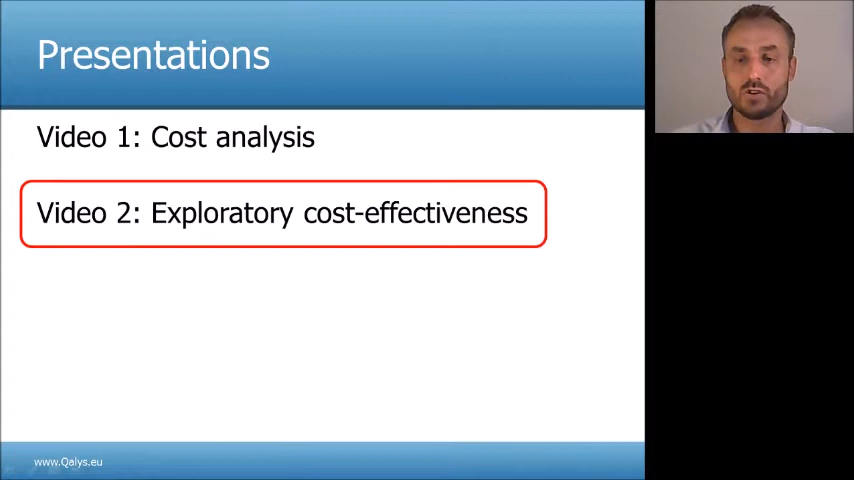 Presentations
Video 1: Cost analysis
Video 2: Exploratory cost-effectiveness
www.Qalys.eu